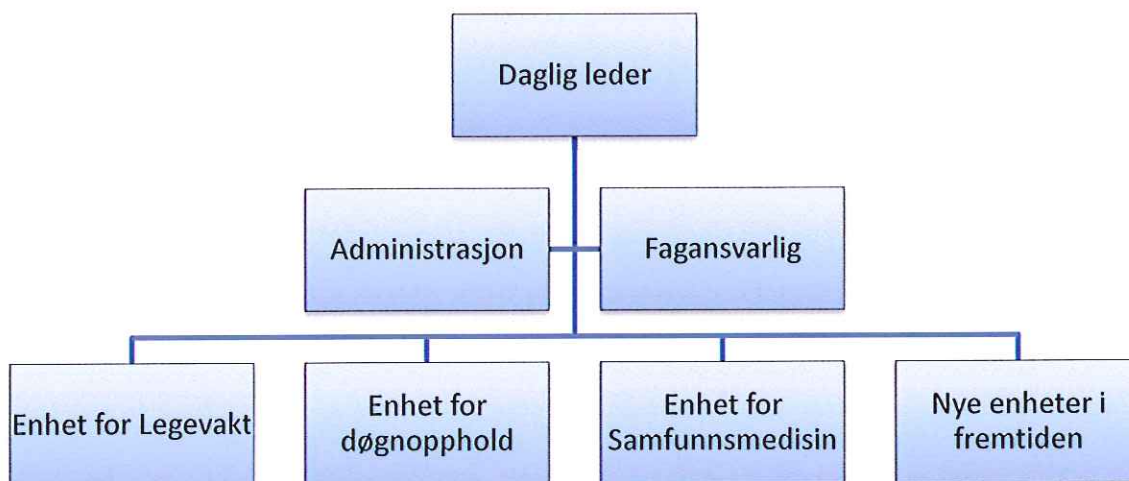 Daglig leder
Administrasjon
Fagansvarlig
Enhet for Legevakt
Enhet for
døgnopphold
Enhet for
Samfunnsmedisin
Nye enheter i
fremtiden